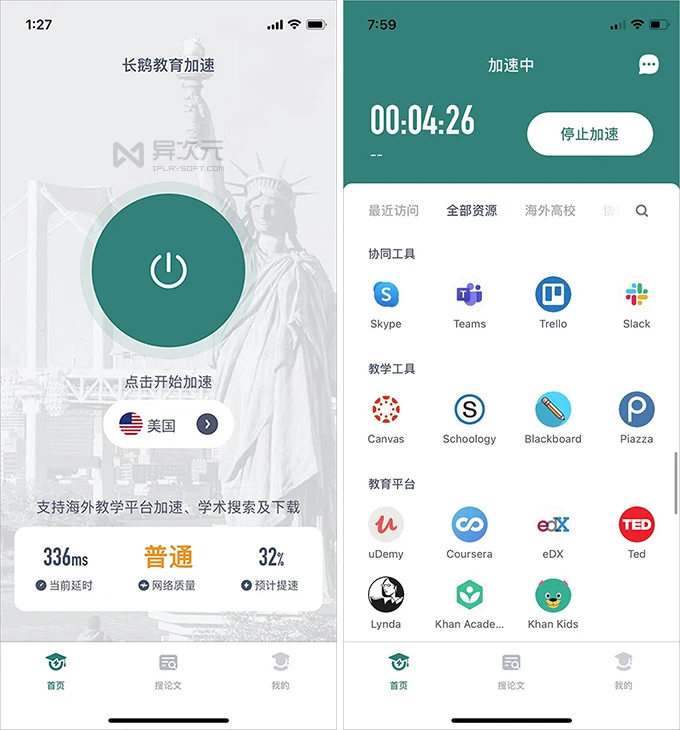 1:27
长鹅教育加速
异次元
IPLAYSOFT.COM
点击开始加速
美国
支持海外教学平台加速、学术搜索及下载
336ms
普通
32%
当前延时
网络质量
预计提速
首页
搜论文
我的
7:59
加速中
00:04:26
停止加速
--
最近访问
全部资源
海外高校
协同工具
Skype
Teams
Trello
Slack
教学工具
Canvas
Schoology
Blackboard
Piazza
教育平台
uDemy
Coursera
eDX
Ted
Lynda
Khan Acade...
Khan Kids
首页
搜论文
我的